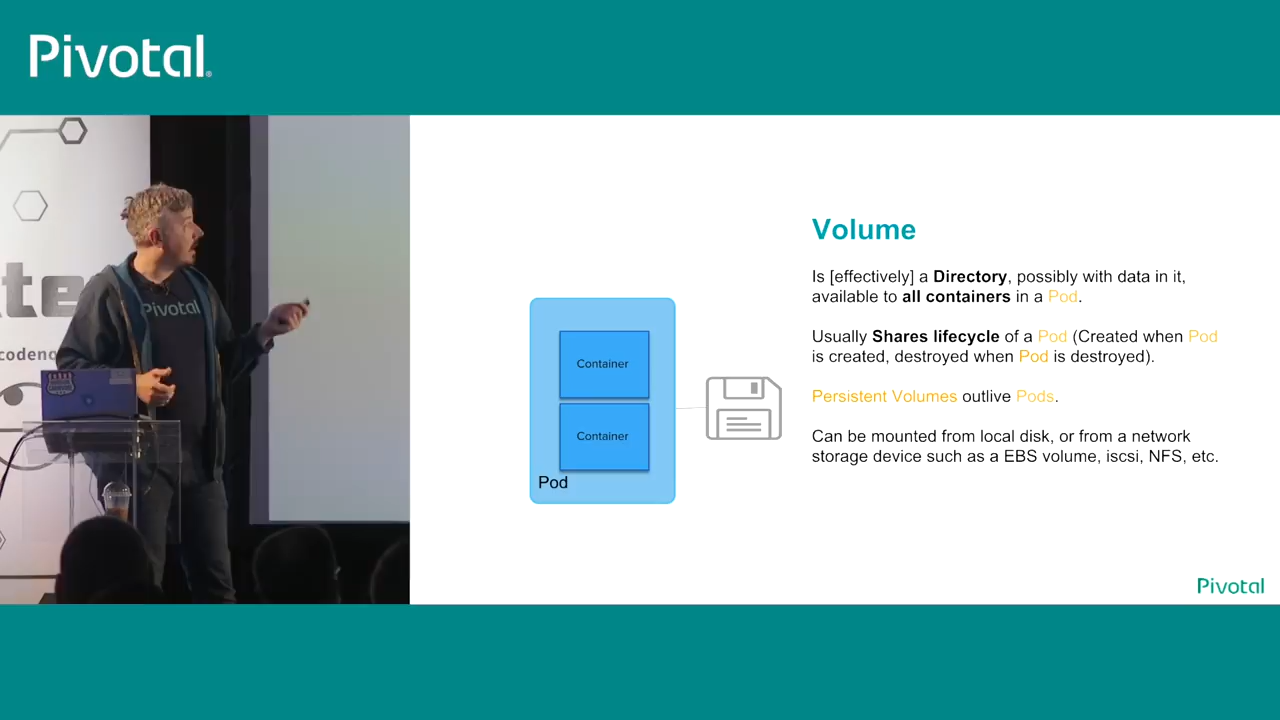 Pivotal
Pivotal
codeno
Volume
Is [effectively] a Directory, possibly with data in it,
available to all containers in a Pod.
Usually Shares lifecycle of a Pod (Created when Pod
is created, destroyed when Pod is destroyed).
Persistent Volumes outlive Pods.
Can be mounted from local disk, or from a network
storage device such as a EBS volume, iscsi, NFS, etc.
Container
Container
Pod
Pivotal